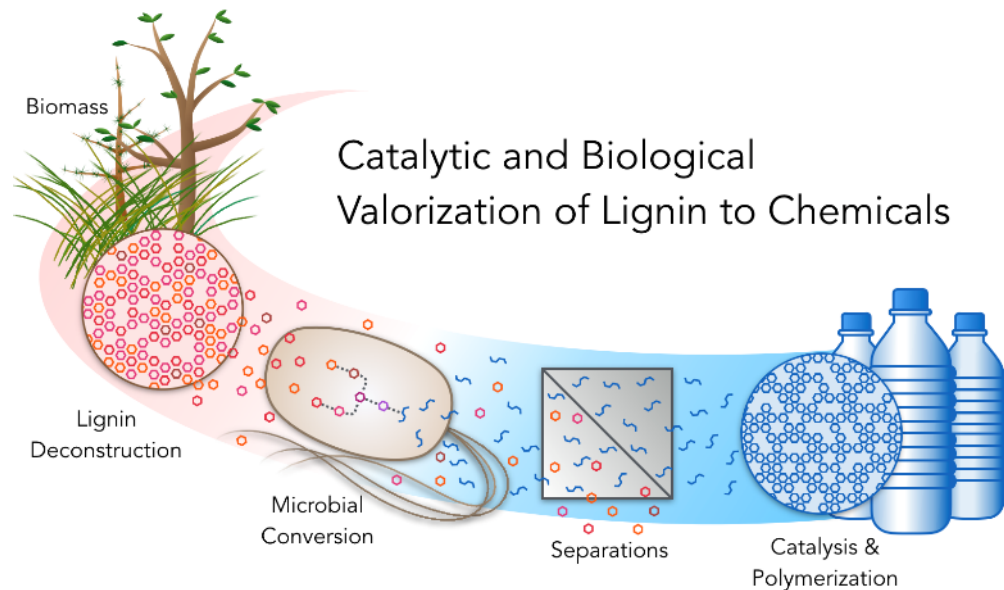 Biomass
Catalytic and Biological
Valorization of Lignin to Chemicals
Lignin
Deconstruction
Microbial
Conversion
Separations
Catalysis &
Polymerization